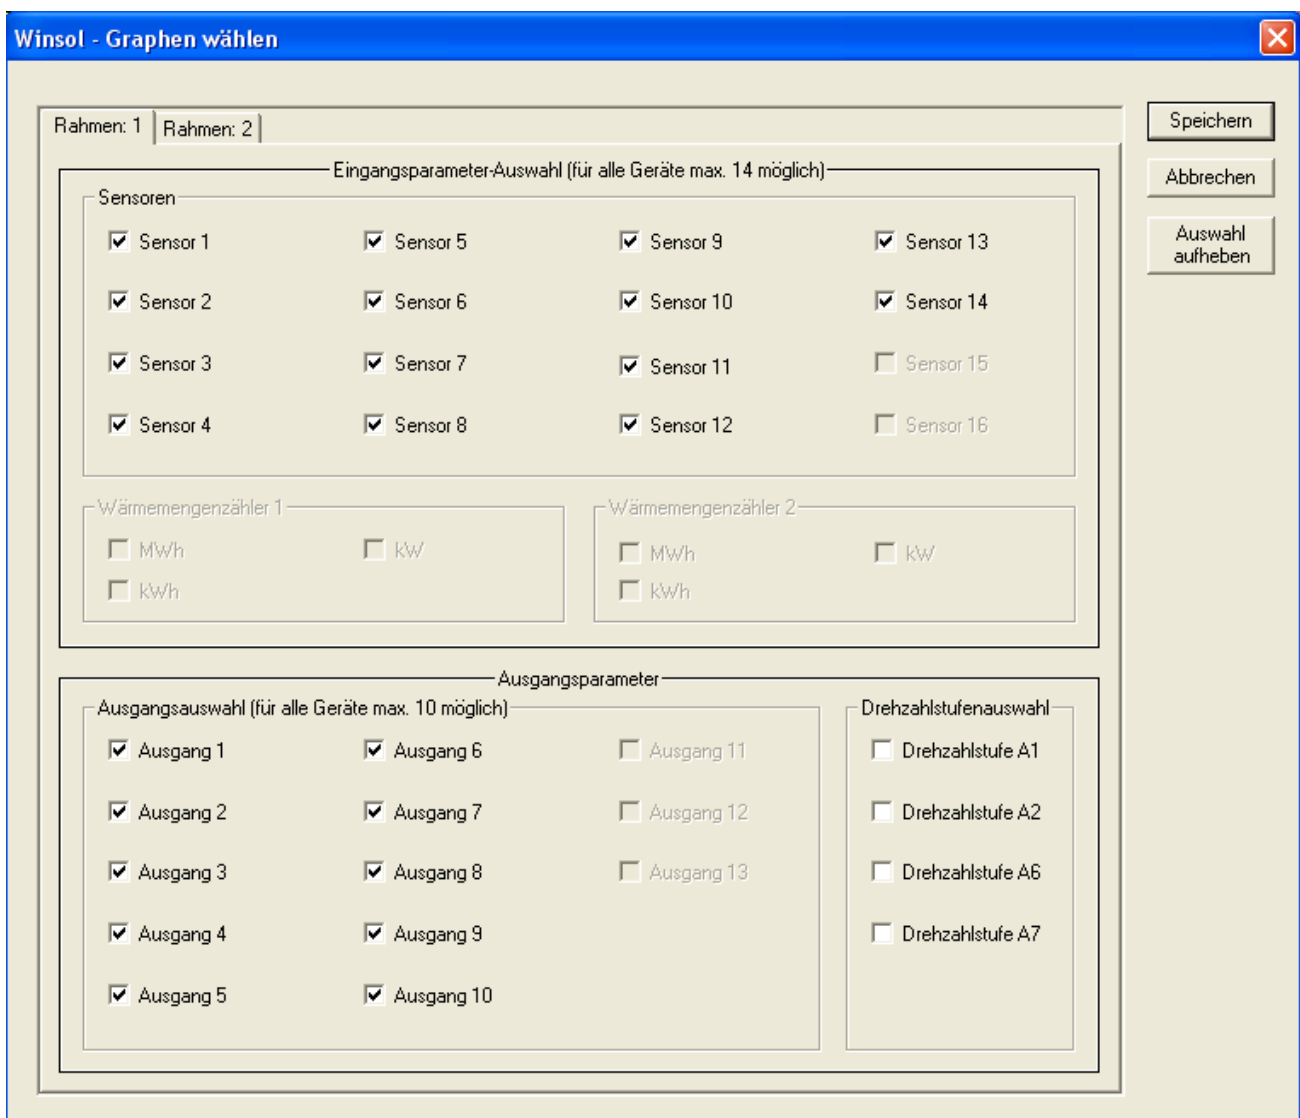 Winsol - Graphen wählen
Rahmen: 1 Rahmen: 2
Speichern
Abbrechen
Auswahl
aufheben
Eingangsparameter-Auswahl (für alle Geräte max. 14 möglich)
Sensoren
Sensor 1 Sensor 5 Sensor 9 Sensor 13
Sensor 2 Sensor 6 Sensor 10 Sensor 14
Sensor 3 Sensor 7 Sensor 11 Sensor 15
Sensor 4 Sensor 8 Sensor 12 Sensor 16
Wärmemengenzähler 1 Wärmemengenzähler 2
MWh kW MWh kW
kWh kWh
Ausgangsparameter
Ausgangsauswahl (für alle Geräte max. 10 möglich) Drehzahlstufenauswahl
Ausgang 1 Ausgang 6 Ausgang 11 Drehzahlstufe A1
Ausgang 2 Ausgang 7 Ausgang 12 Drehzahlstufe A2
Ausgang 3 Ausgang 8 Ausgang 13 Drehzahlstufe A6
Ausgang 4 Ausgang 9 Drehzahlstufe A7
Ausgang 5 Ausgang 10